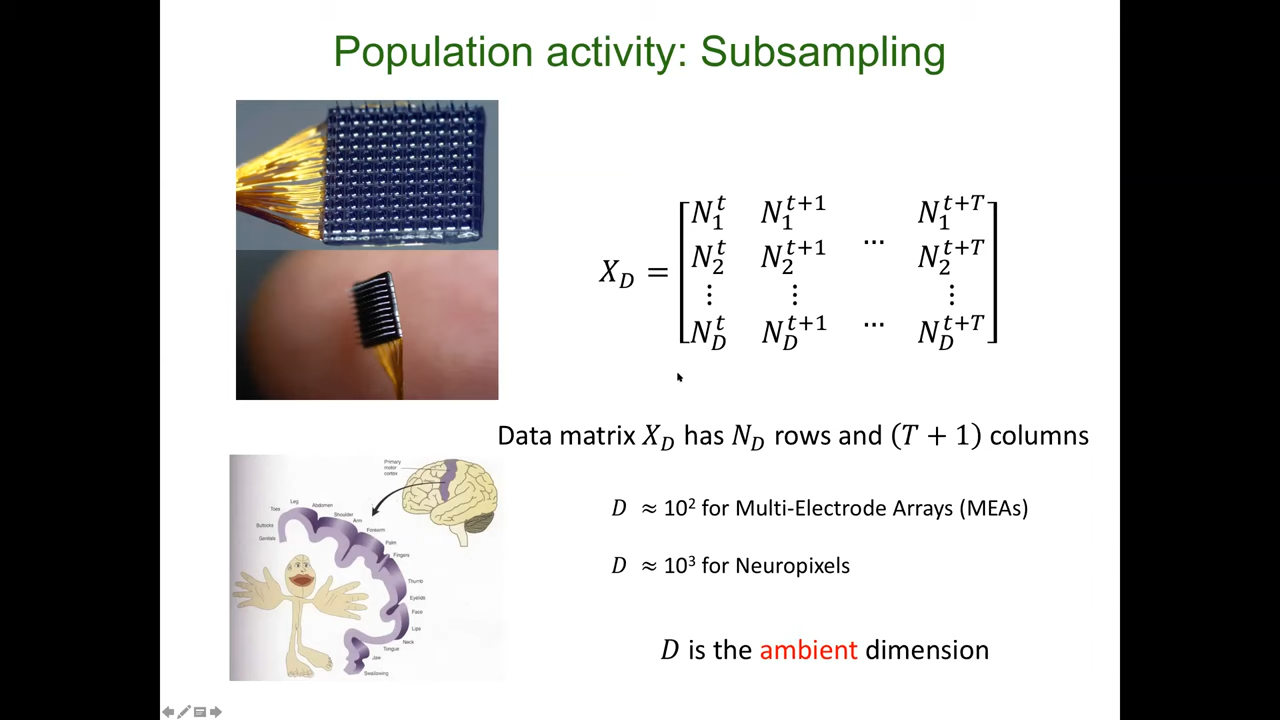 Population activity: Subsampling
X_D = [ N_1^t N_1^{t+1} N_1^{t+T}
N_2^t N_2^{t+1} ⋯ N_2^{t+T}
⋮ ⋮ ⋮
N_D^t N_D^{t+1} ⋯ N_D^{t+T} ]
Data matrix X_D has N_D rows and (T + 1) columns
D ≈ 10² for Multi-Electrode Arrays (MEAs)
D ≈ 10³ for Neuropixels
D is the ambient dimension
Primary
motor
cortex
Leg
Abdomen
Toes
Shoulder
Arm
Buttocks
Forearm
Genitals
Palm
Fingers
Thumb
Eyelids
Face
Lips
Neck
Tongue
Jaw
Swallowing